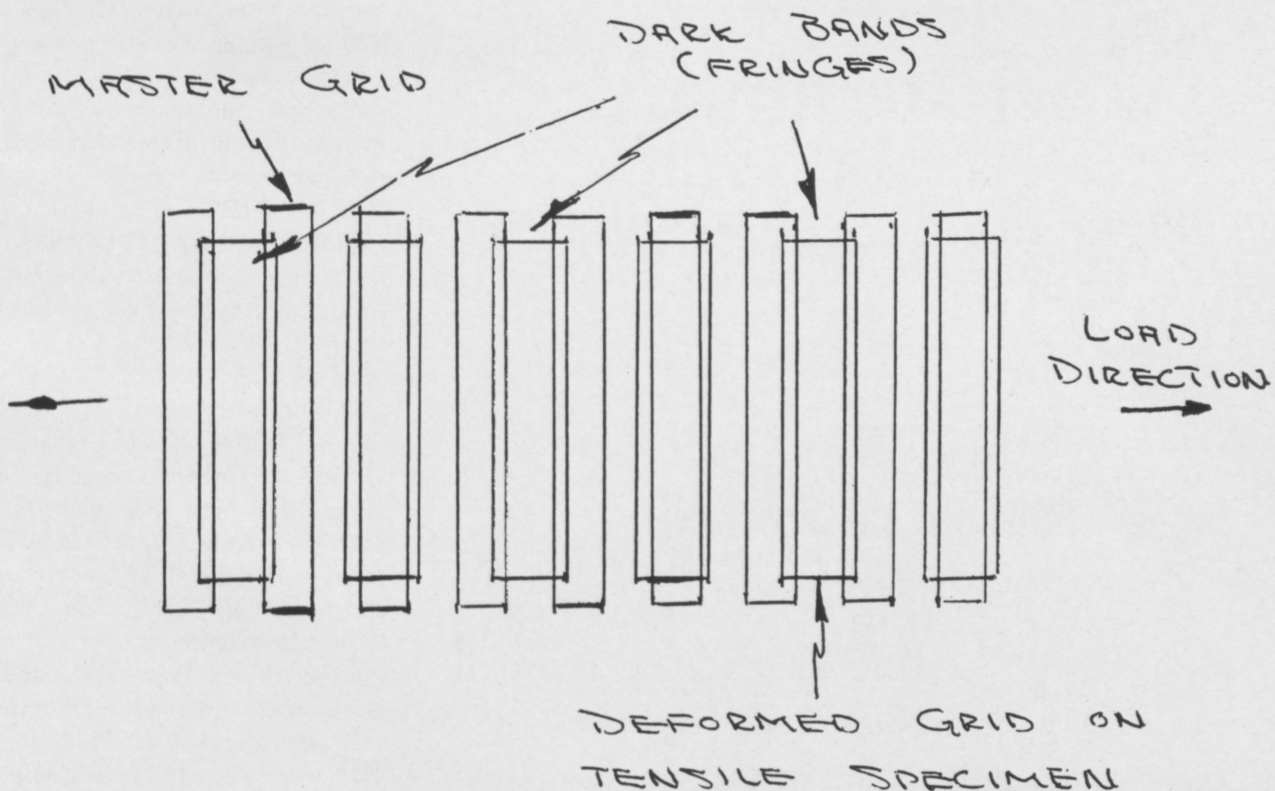 DARK BANDS
(FRINGES)
MASTER GRID
LOAD
DIRECTION
DEFORMED GRID ON
TENSILE SPECIMEN